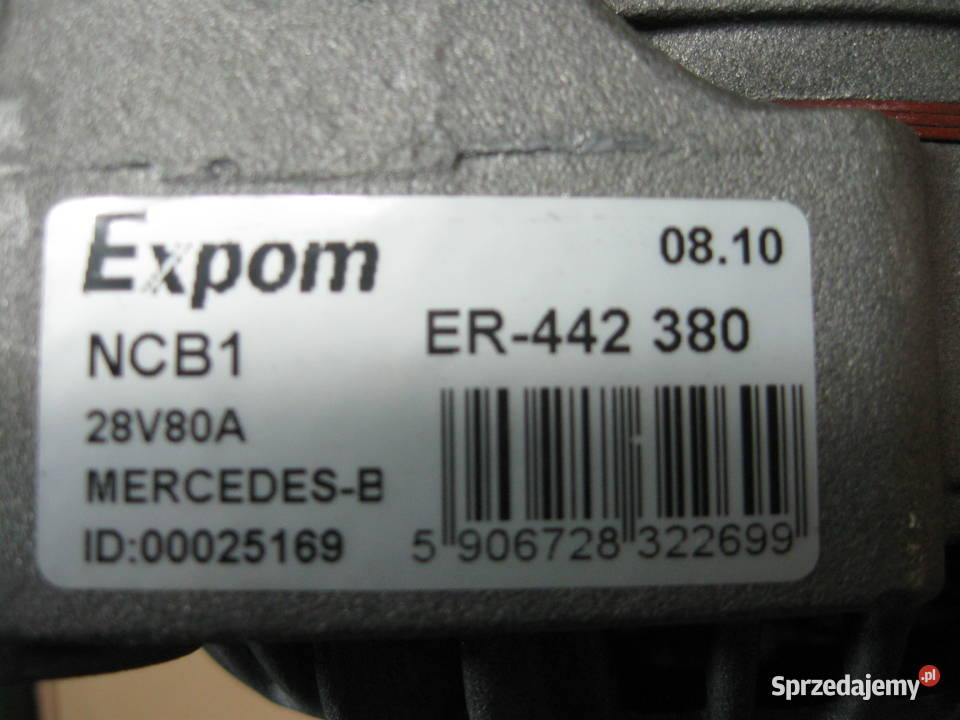 Expom 08.10
NCB1 ER-442 380
28V80A
MERCEDES-B
ID:00025169 5 906728 322699
Sprzedajemy.pl